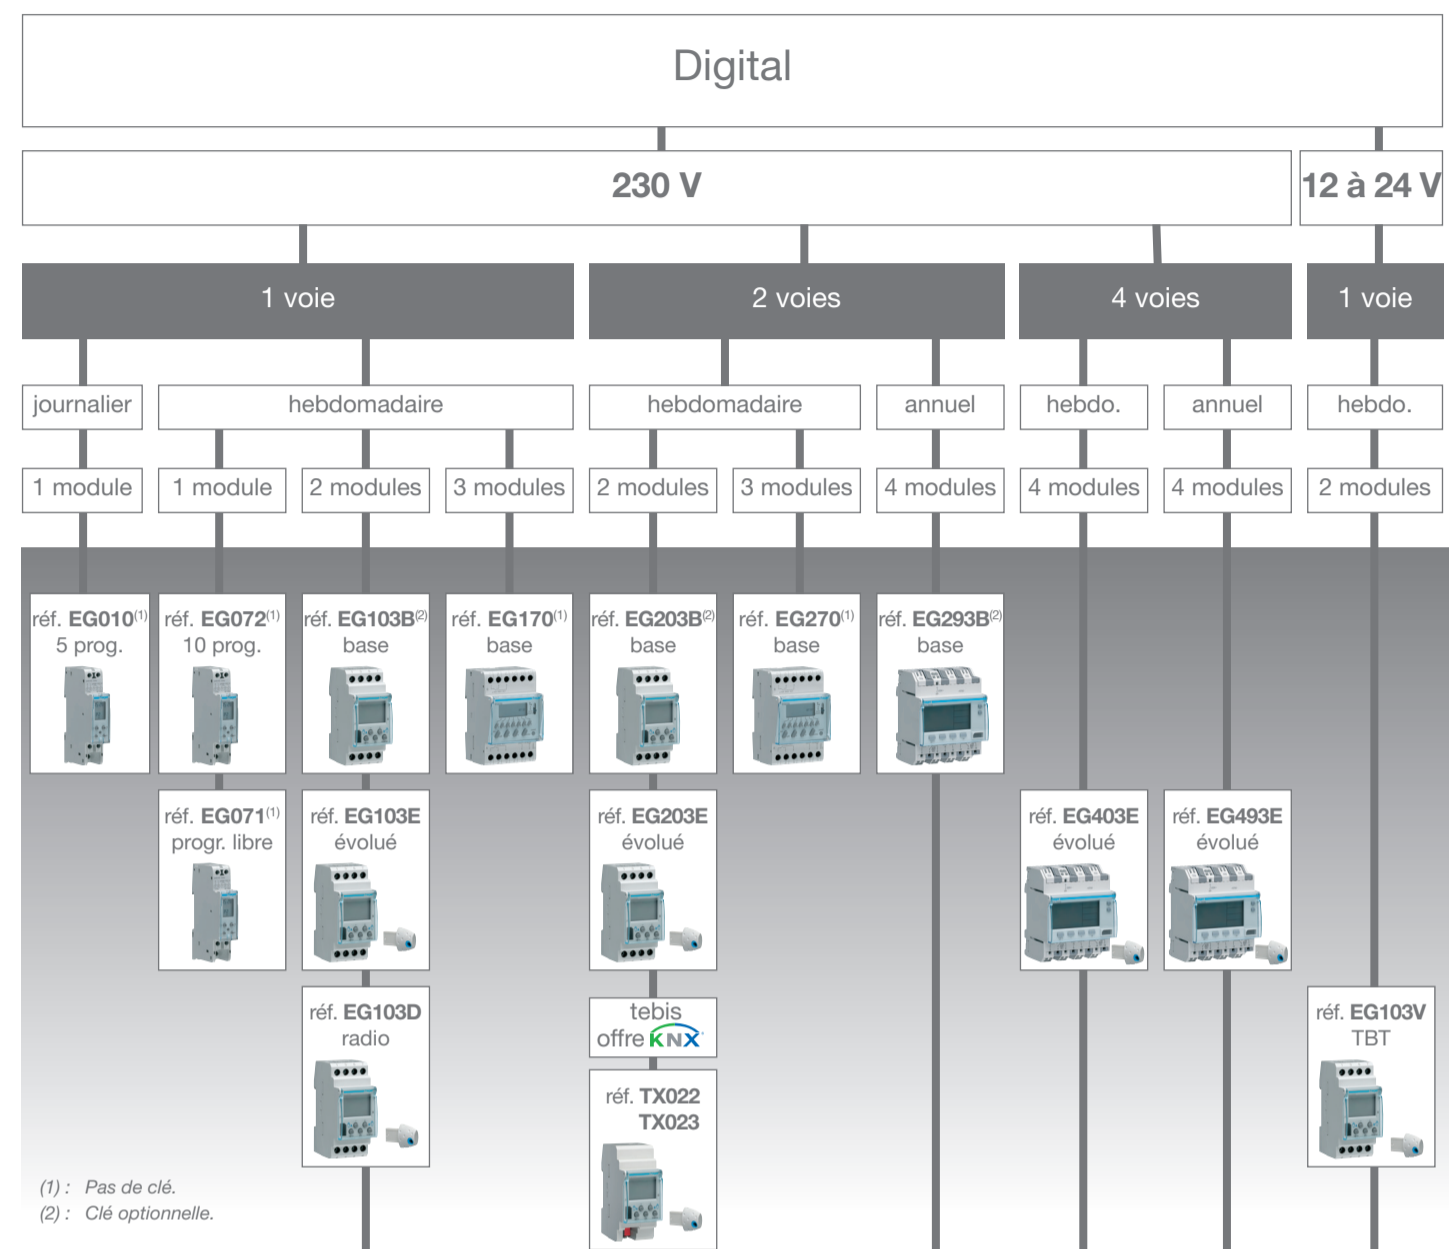 Digital
230 V
12 à 24 V
1 voie
2 voies
4 voies
1 voie
journalier
hebdomadaire
hebdomadaire
annuel
hebdo.
annuel
hebdo.
1 module
1 module
2 modules
3 modules
2 modules
3 modules
4 modules
4 modules
4 modules
2 modules
réf. EG010(1)
5 prog.
réf. EG072(1)
10 prog.
réf. EG103B(2)
base
réf. EG170(1)
base
réf. EG203B(2)
base
réf. EG270(1)
base
réf. EG293B(2)
base
réf. EG071(1)
progr. libre
réf. EG103E
évolué
réf. EG203E
évolué
réf. EG403E
évolué
réf. EG493E
évolué
réf. EG103D
radio
tebis
offre KNX
réf. EG103V
TBT
réf. TX022
TX023
(1) : Pas de clé.
(2) : Clé optionnelle.